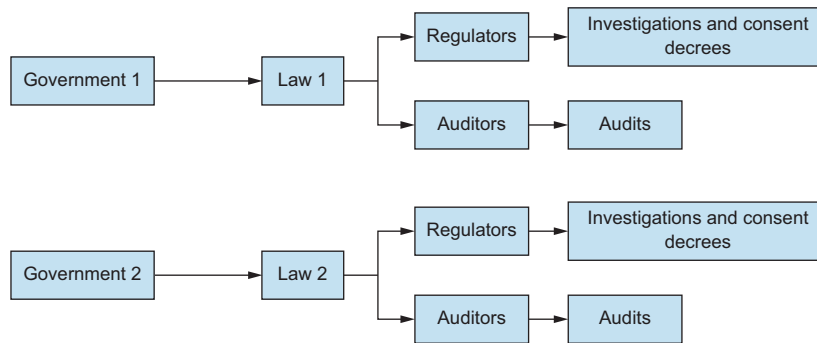 Government 1
Law 1
Regulators
Investigations and consent
decrees
Auditors
Audits
Government 2
Law 2
Regulators
Investigations and consent
decrees
Auditors
Audits